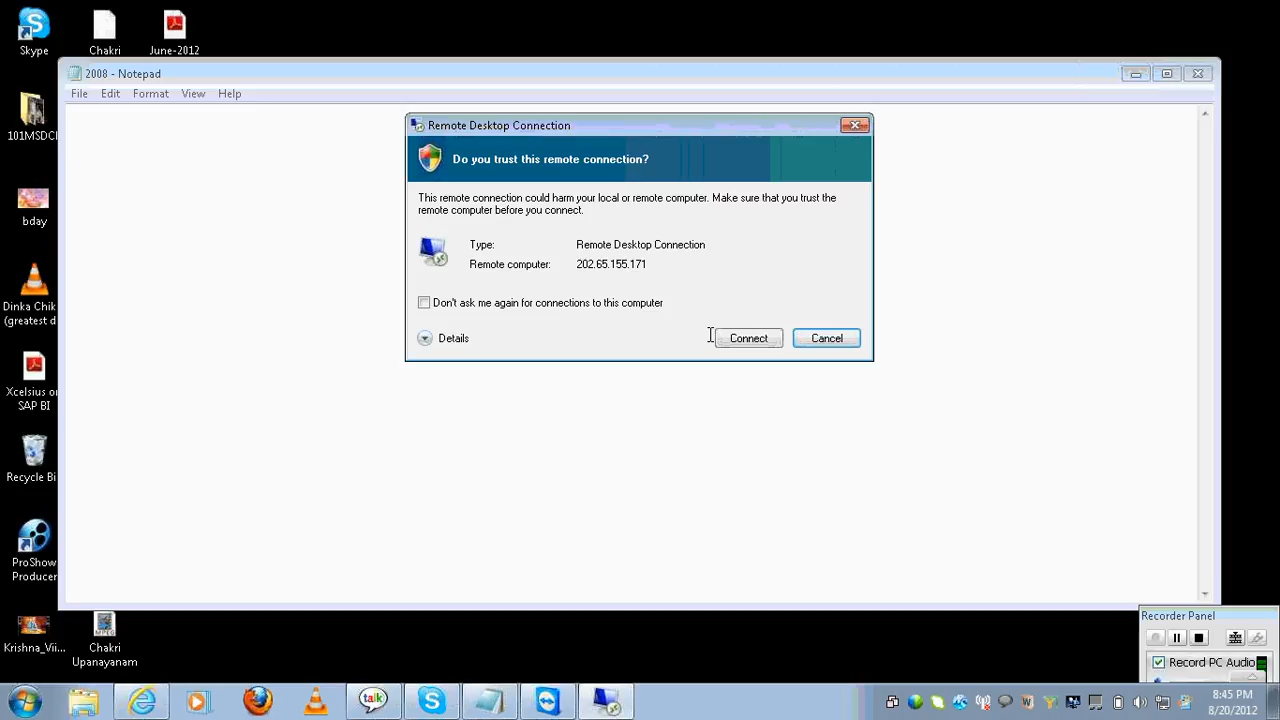 Skype
Chakri
June-2012
2008 - Notepad
File Edit Format View Help
Remote Desktop Connection
Do you trust this remote connection?
This remote connection could harm your local or remote computer. Make sure that you trust the
remote computer before you connect.
Type: Remote Desktop Connection
Remote computer: 202.65.155.171
Don't ask me again for connections to this computer
Details
Connect
Cancel
101MSDCI
bday
Dinka Chik
(greatest d
Xcelsius on
SAP BI
Recycle Bi
ProShow
Producer
Krishna_Vii...
Chakri
Upanayanam
Recorder Panel
Record PC Audio
talk
8:45 PM
8/20/2012